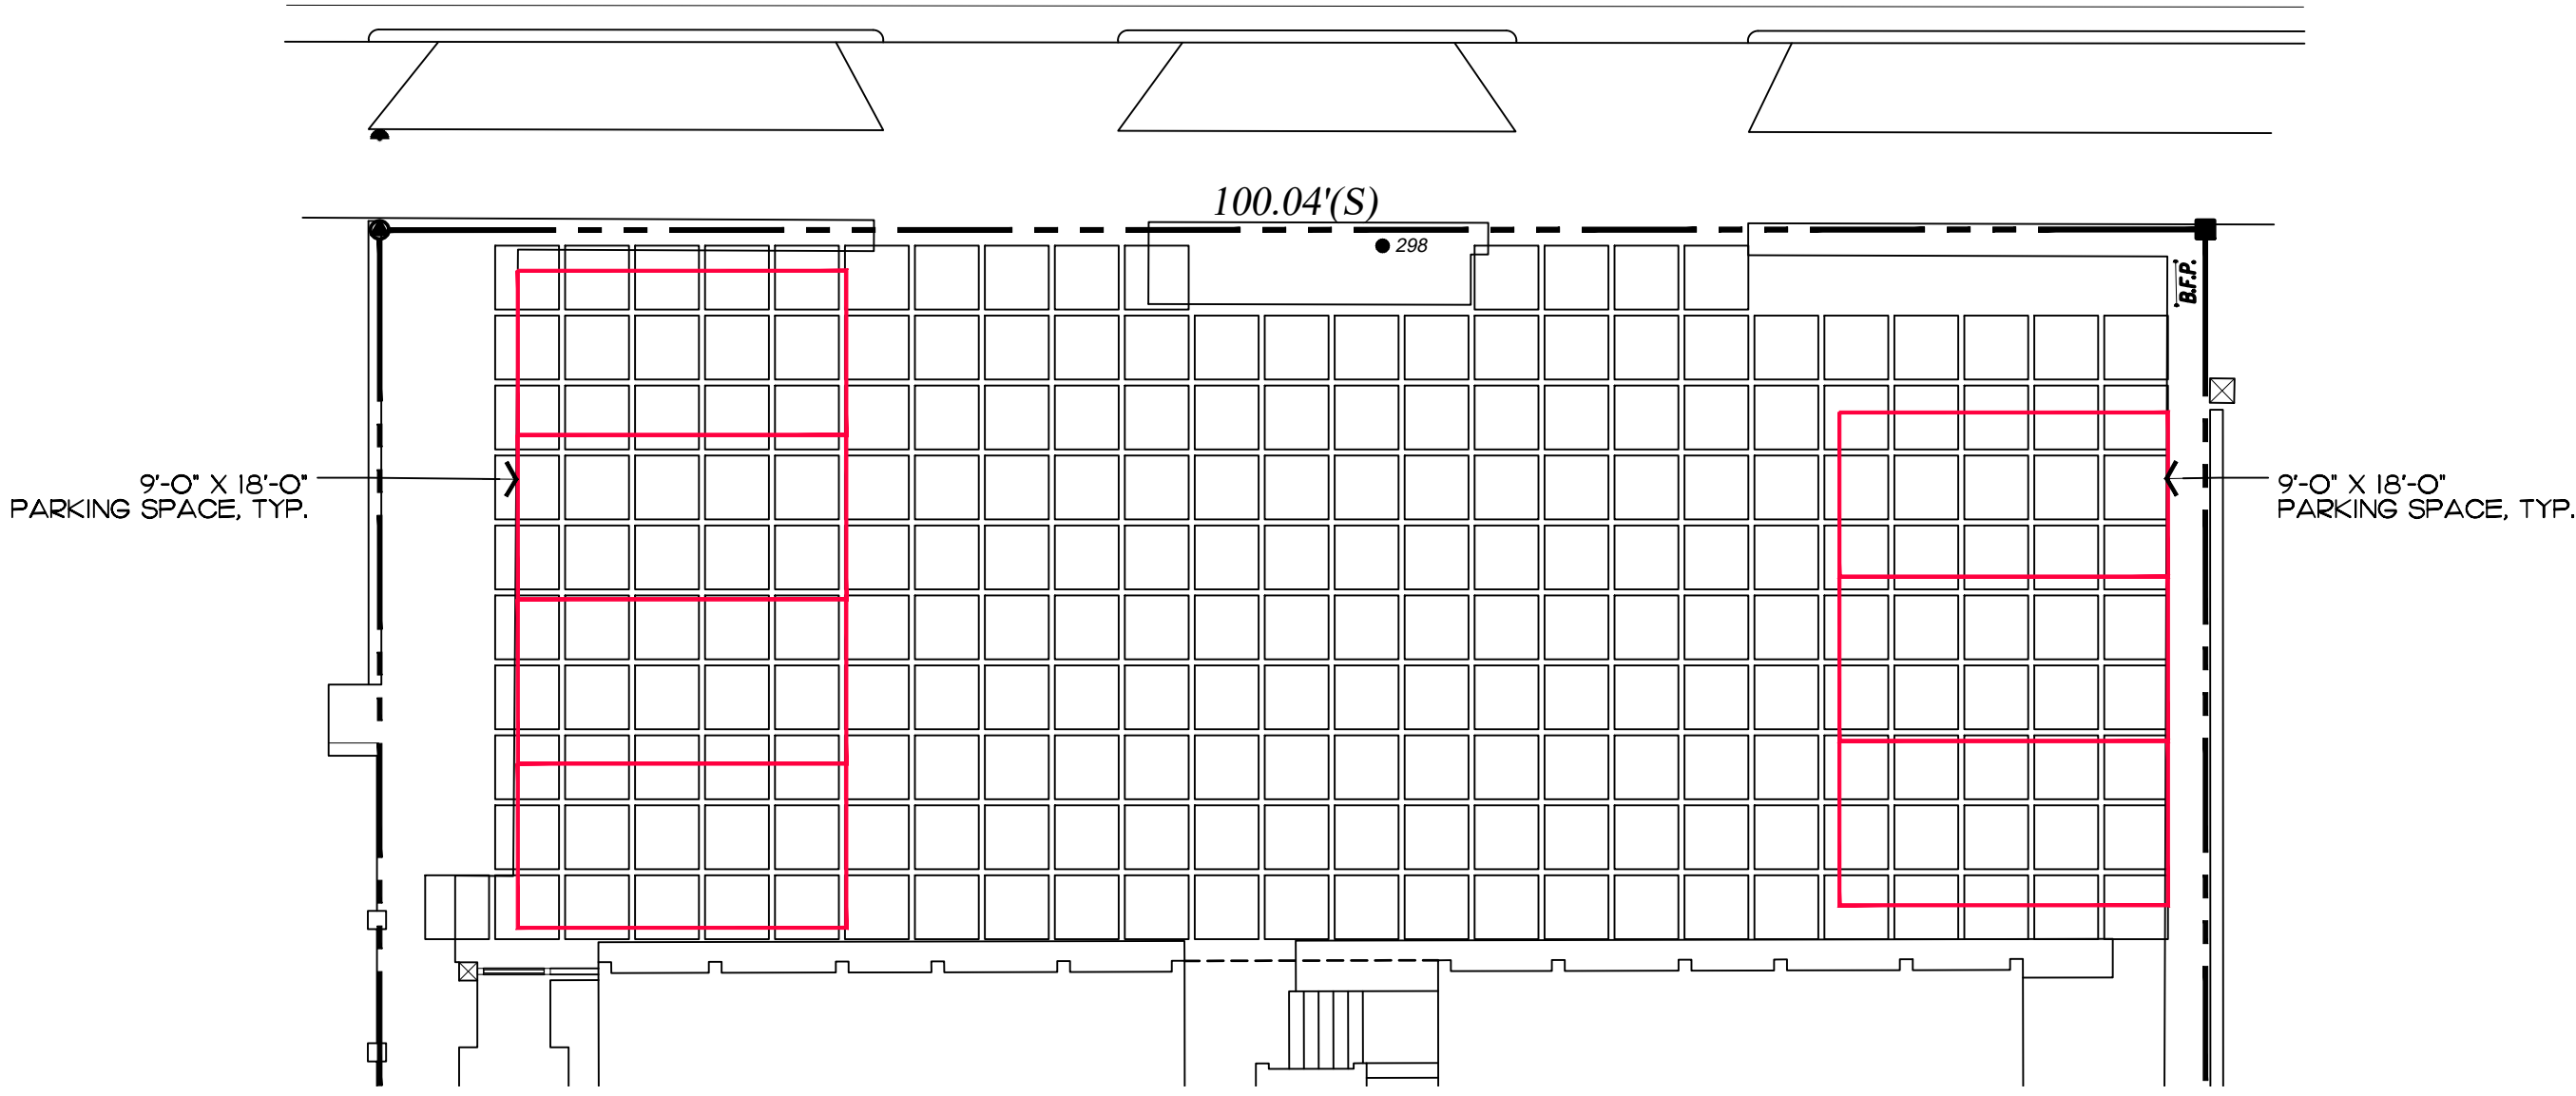 100.04'(S)
298
B.F.P.
9'-0" X 18'-0"
PARKING SPACE, TYP.
9'-0" X 18'-0"
PARKING SPACE, TYP.